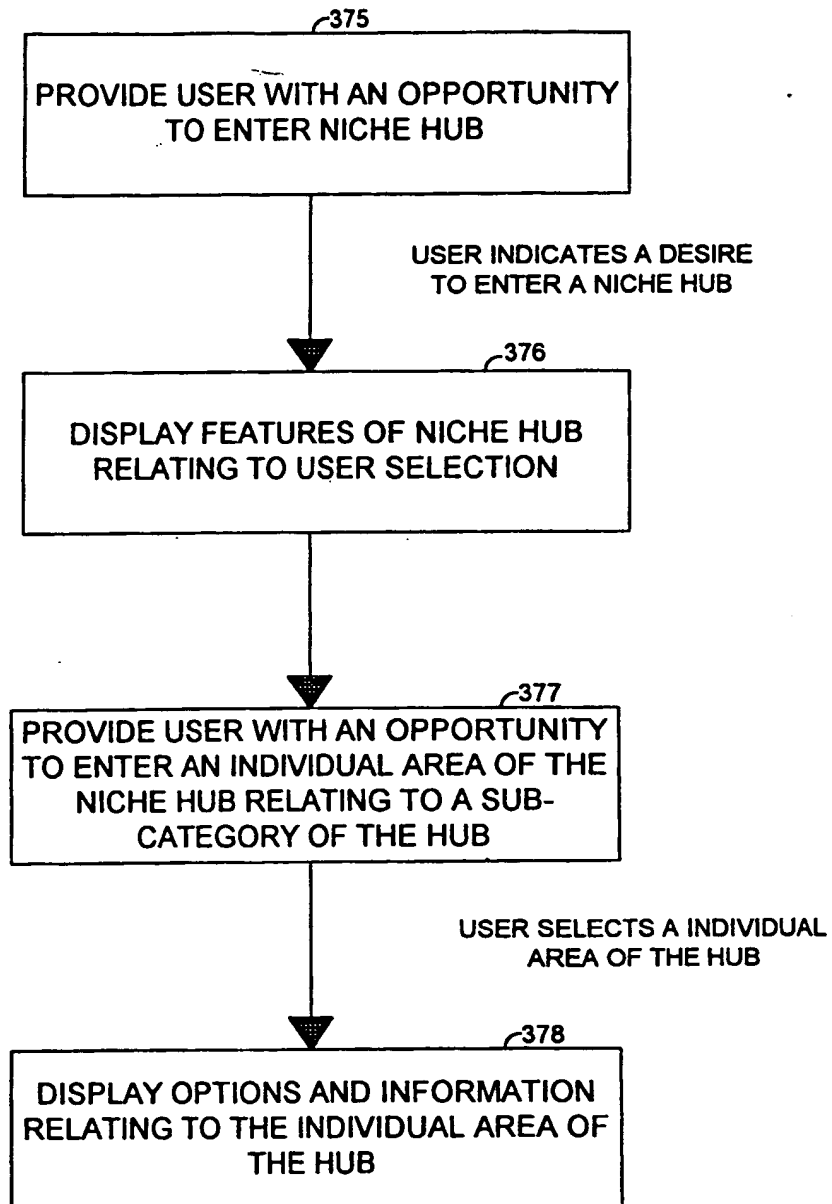 375
PROVIDE USER WITH AN OPPORTUNITY
TO ENTER NICHE HUB
USER INDICATES A DESIRE
TO ENTER A NICHE HUB
376
DISPLAY FEATURES OF NICHE HUB
RELATING TO USER SELECTION
377
PROVIDE USER WITH AN OPPORTUNITY
TO ENTER AN INDIVIDUAL AREA OF THE
NICHE HUB RELATING TO A SUB-
CATEGORY OF THE HUB
USER SELECTS A INDIVIDUAL
AREA OF THE HUB
378
DISPLAY OPTIONS AND INFORMATION
RELATING TO THE INDIVIDUAL AREA OF
THE HUB